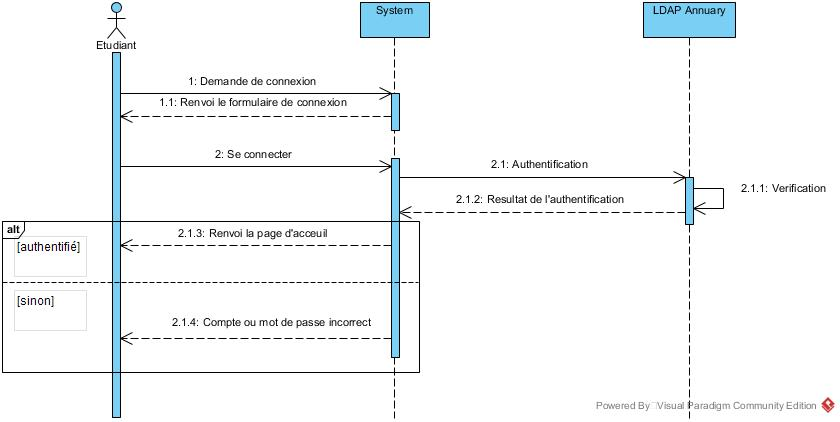 System
LDAP Annuary
Etudiant
1: Demande de connexion
1.1: Renvoi le formulaire de connexion
2: Se connecter
2.1: Authentification
2.1.1: Verification
2.1.2: Resultat de l'authentification
alt
2.1.3: Renvoi la page d'acceuil
[authentifié]
[sinon]
2.1.4: Compte ou mot de passe incorrect
Powered By Visual Paradigm Community Edition